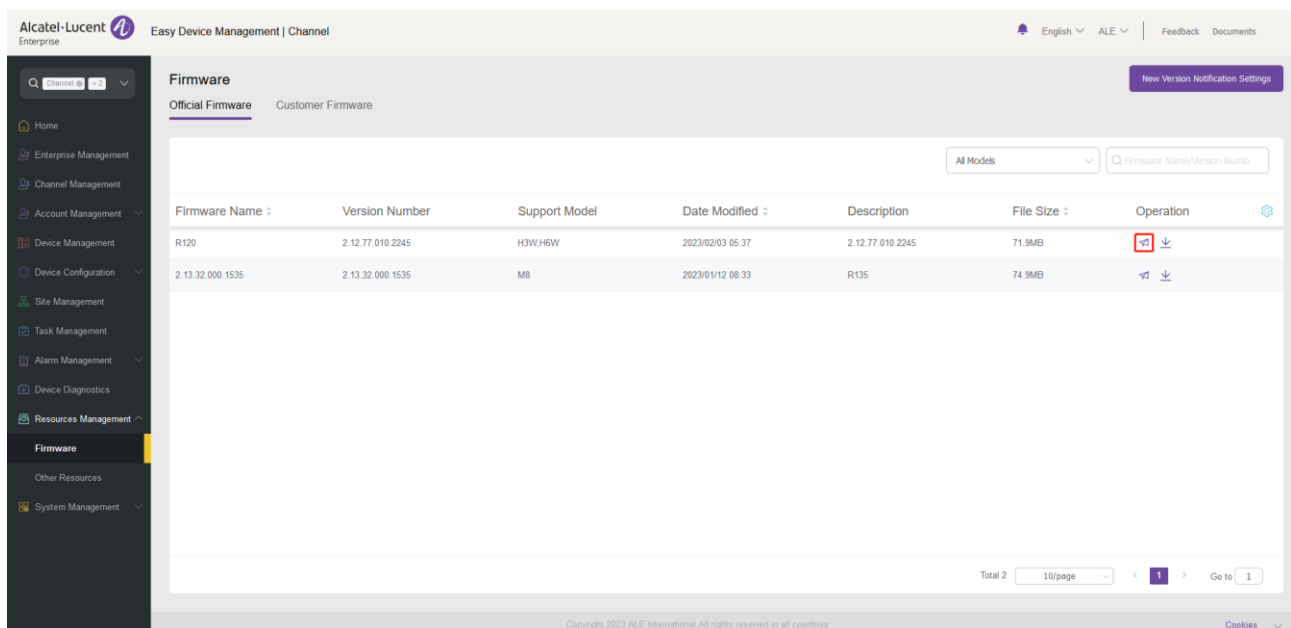 Alcatel·Lucent
Enterprise
Easy Device Management | Channel
English ALE Feedback Documents
Channel +2
Home
Enterprise Management
Channel Management
Account Management
Device Management
Device Configuration
Site Management
Task Management
Alarm Management
Device Diagnostics
Resources Management
Firmware
Other Resources
System Management
Firmware
New Version Notification Settings
Official Firmware Customer Firmware
All Models Firmware Name/Version Numb
Firmware Name Version Number Support Model Date Modified Description File Size Operation
R120 2.12.77.010.2245 H3W,H6W 2023/02/03 05:37 2.12.77.010.2245 71.9MB
2.13.32.000.1535 2.13.32.000.1535 M8 2023/01/12 08:33 R135 74.9MB
Total 2 10/page < 1 > Go to 1
Copyright 2023 ALE International All rights reserved in all countries
Cookies